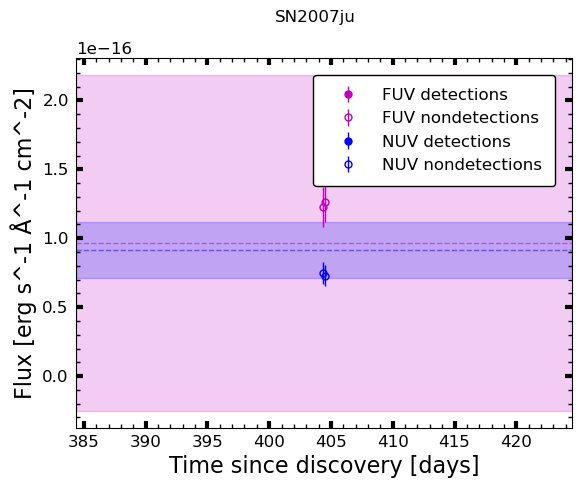 SN2007ju
1e−16
2.0
1.5
1.0
0.5
0.0
Flux [erg s^-1 Å^-1 cm^-2]
FUV detections
FUV nondetections
NUV detections
NUV nondetections
385 390 395 400 405 410 415 420
Time since discovery [days]